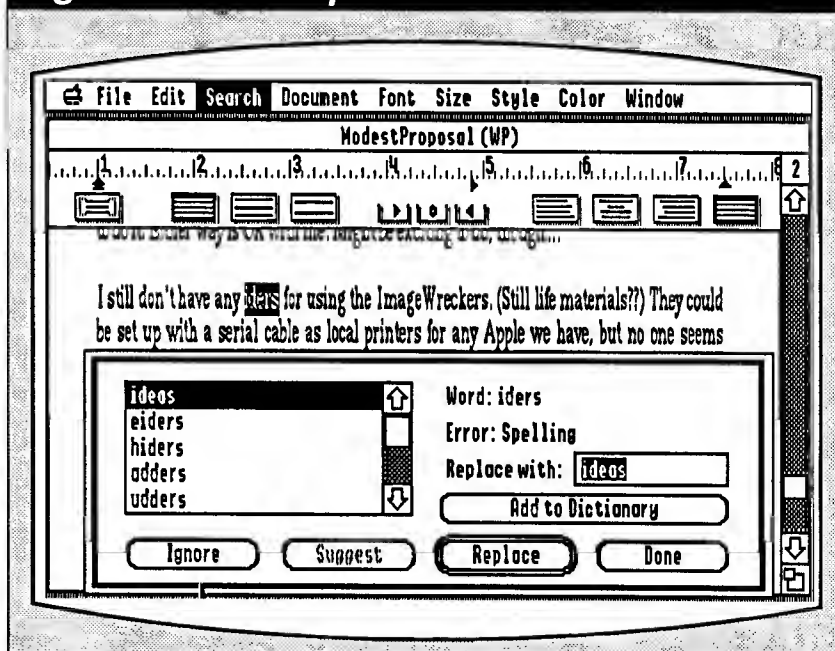 File Edit Search Document Font Size Style Color Window
ModestProposal (WP)
1 2 3 4 5 6 7 8 2
I still don't have any iders for using the ImageWreckers. (Still life materials??) They could
be set up with a serial cable as local printers for any Apple we have, but no one seems
ideas
eiders
hiders
adders
udders
Word: iders
Error: Spelling
Replace with: ideas
Add to Dictionary
Ignore Suggest Replace Done